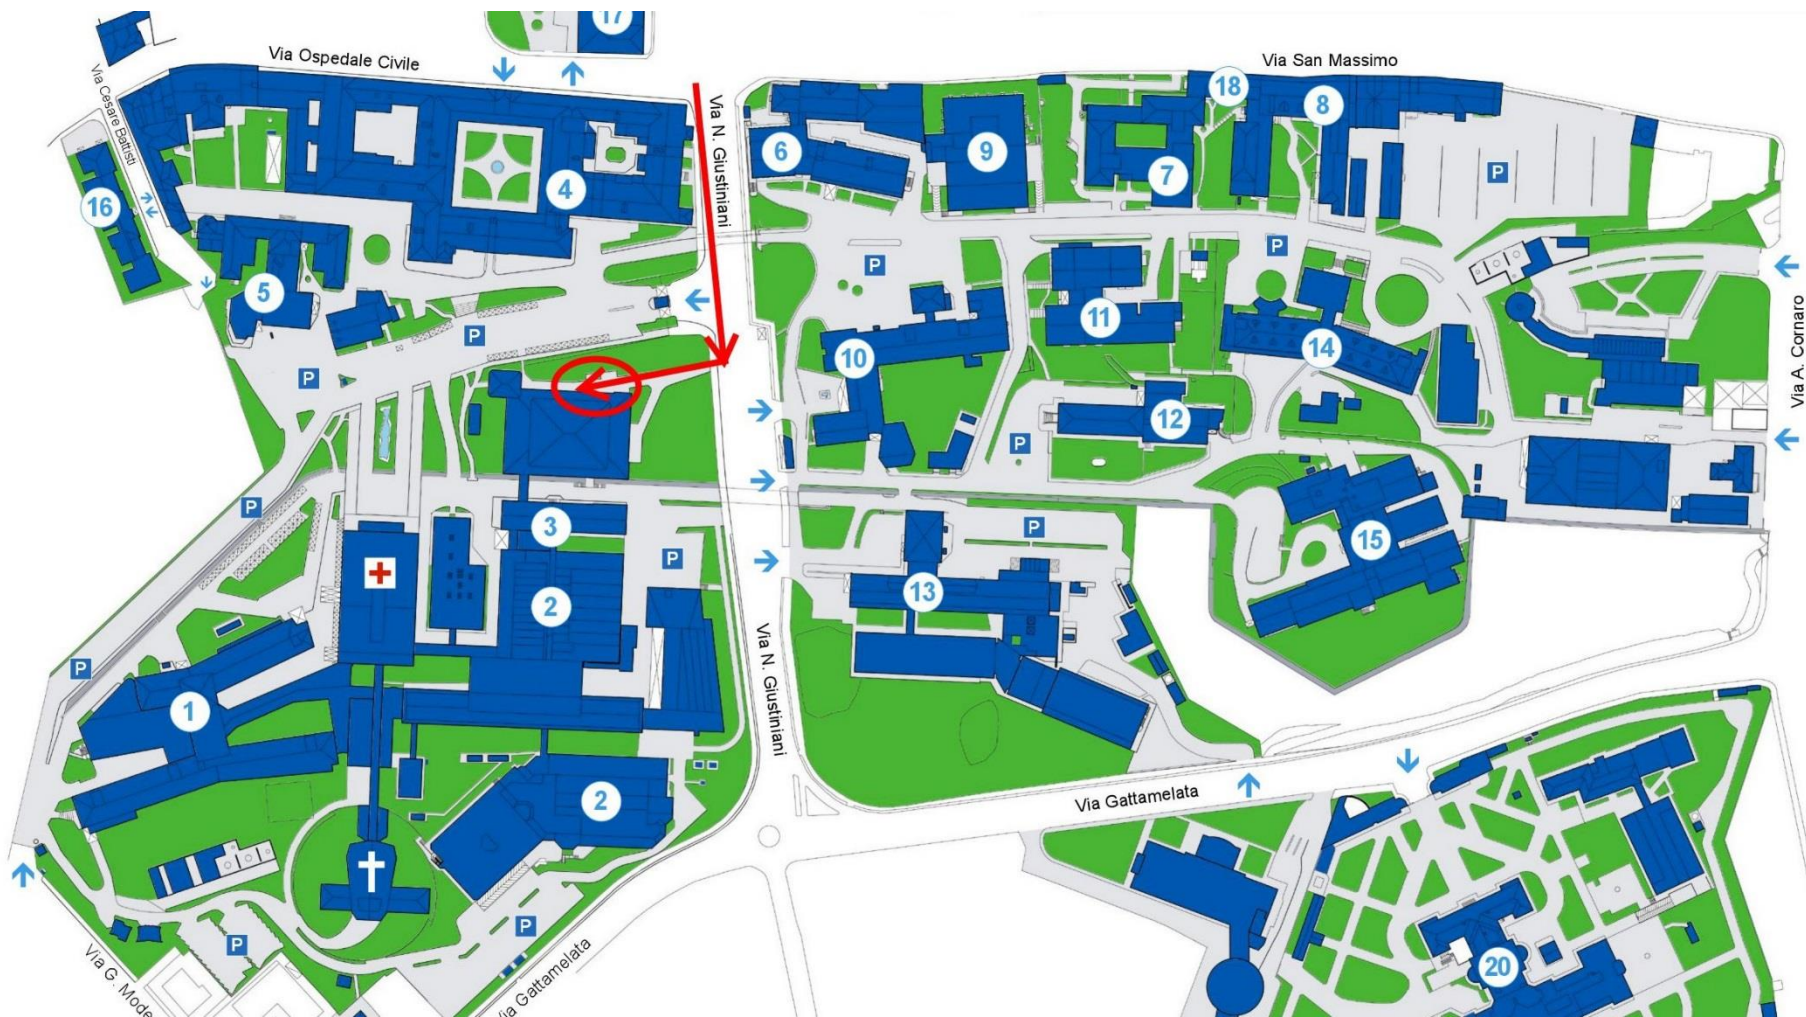 17
Via Ospedale Civile
Via San Massimo
Via Cesare Battisti
Via N. Giustiniani
18
8
6
9
7
4
P
16
5
P
P
11
P
P
10
14
P
Via A. Cornaro
12
P
P
3
P
15
P
13
2
P
1
Via N. Giustiniani
2
Via Gattamelata
P
P
Via G. Mode
Via Gattamelata
20